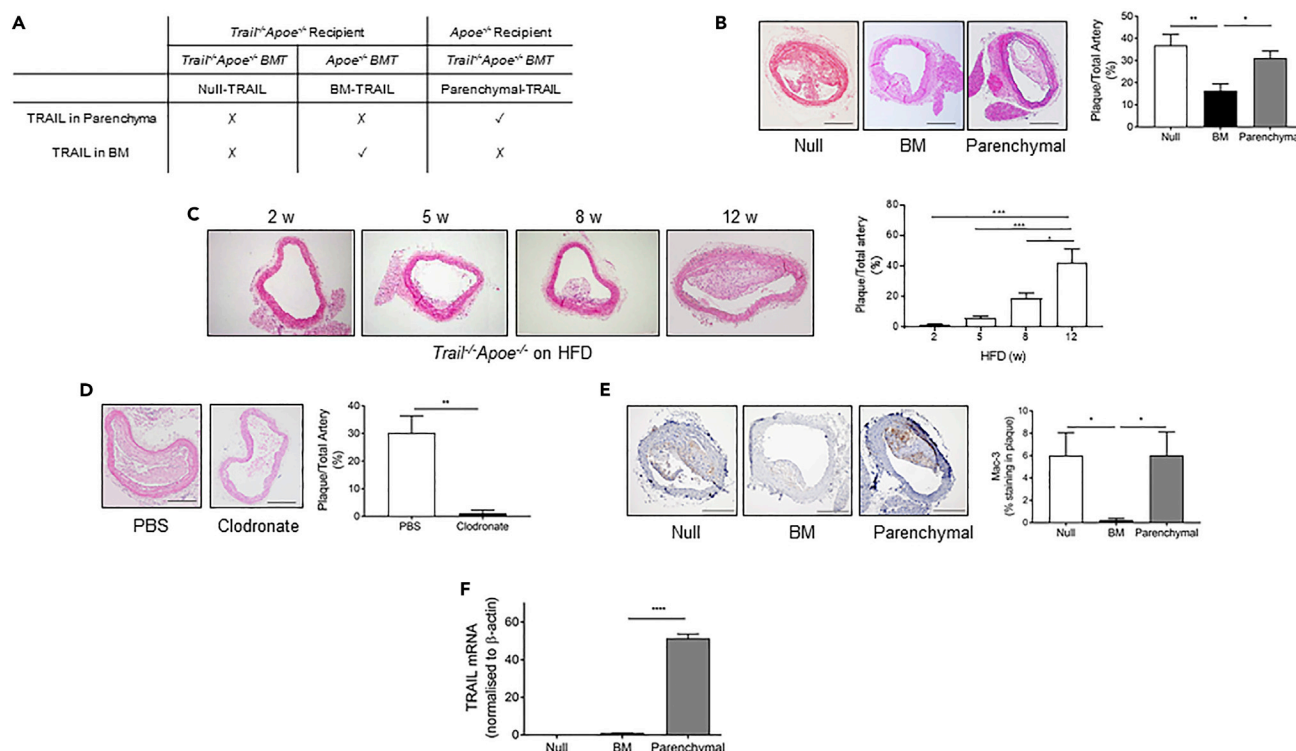 A
Trail-/-Apoe-/- Recipient Apoe-/- Recipient
Trail-/-Apoe-/- BMT Apoe-/- BMT Trail-/-Apoe-/- BMT
Null-TRAIL BM-TRAIL Parenchymal-TRAIL
TRAIL in Parenchyma ✗ ✗ ✓
TRAIL in BM ✗ ✓ ✗
B
Null BM Parenchymal
Plaque/Total Artery
(%)
50
40
30
20
10
0
** *
Null BM Parenchymal
C
2 w 5 w 8 w 12 w
Trail-/-Apoe-/- on HFD
Plaque/Total artery
(%)
80
60
40
20
0
***
***
*
2 5 8 12
HFD (w)
D
PBS Clodronate
Plaque/Total Artery
(%)
40
30
20
10
0
**
PBS Clodronate
E
Null BM Parenchymal
Mac-3
(% staining in plaque)
10
8
6
4
2
0
* *
Null BM Parenchymal
F
TRAIL mRNA
(normalised to β-actin)
60
40
20
0
****
Null BM Parenchymal